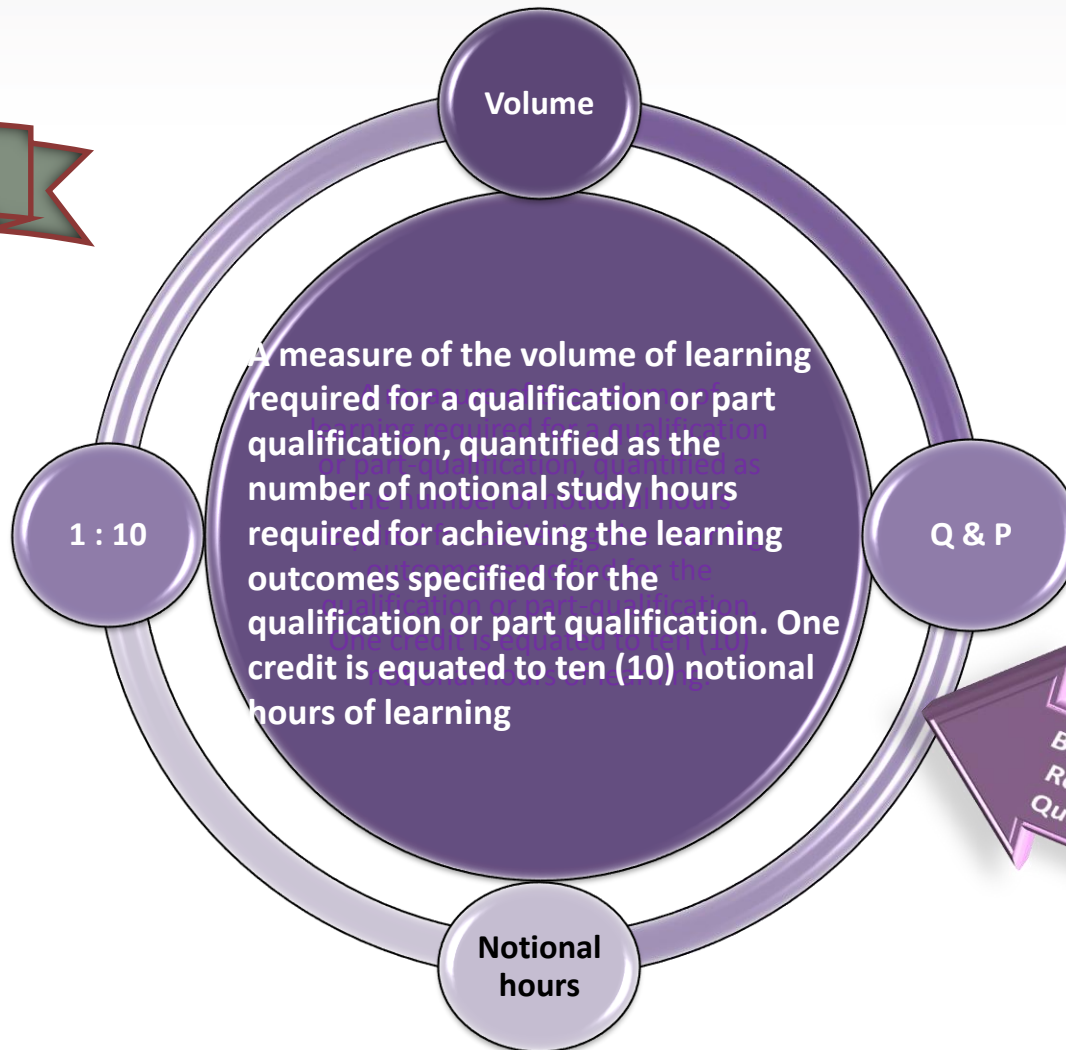 Volume
A measure of the volume of learning
required for a qualification or part
qualification, quantified as the
number of notional study hours
required for achieving the learning
outcomes specified for the
qualification or part qualification. One
credit is equated to ten (10) notional
hours of learning
1 : 10
Q & P
Notional
hours